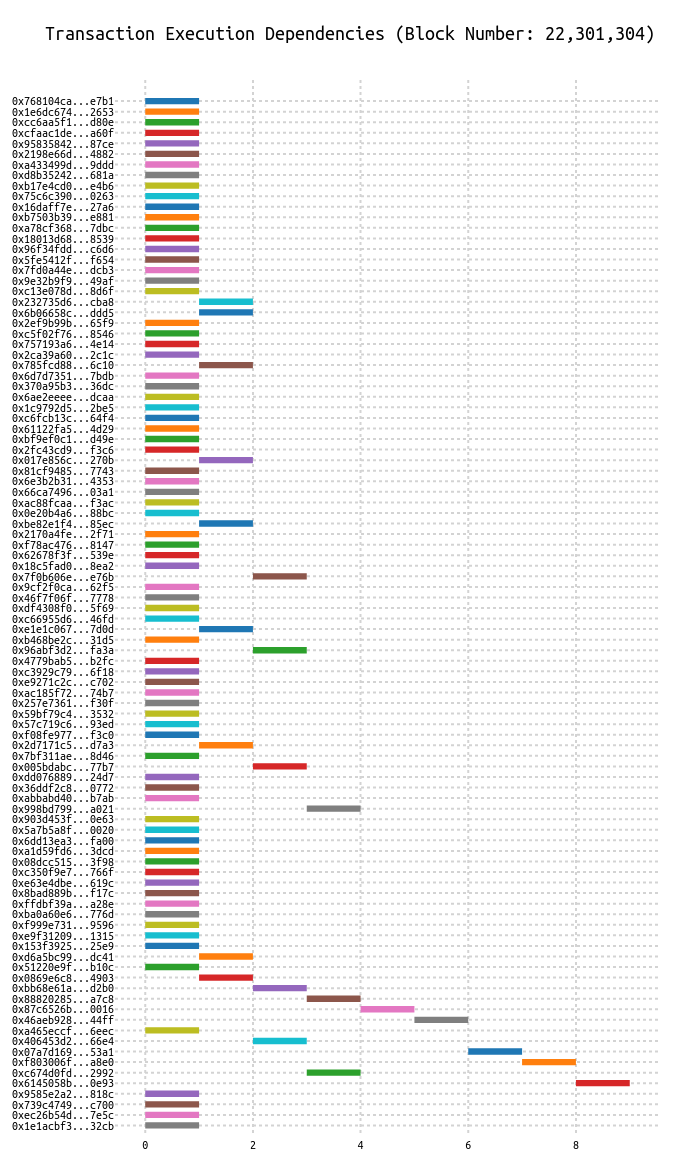 Transaction Execution Dependencies (Block Number: 22,301,304)
0x768104ca...e7b1
0x1e6dc674...2653
0xcc6aa5f1...d80e
0xcfaac1de...a60f
0x95835842...87ce
0x2198e66d...4882
0xa433499d...9ddd
0xd8b35242...681a
0xb17e4cd0...e4b6
0x75c6c390...0263
0x16daff7e...27a6
0xb7503b39...e881
0xa78cf368...7dbc
0x18013d68...8539
0x96f34fdd...c6d6
0x5fe5412f...f654
0x7fd0a44e...dcb3
0x9e32b9f9...49af
0xc13e078d...8d6f
0x232735d6...cba8
0x6b06658c...ddd5
0x2ef9b99b...65f9
0xc5f02f76...8546
0x757193a6...4e14
0x2ca39a60...2c1c
0x785fcd88...6c10
0x6d7d7351...7bdb
0x370a95b3...36dc
0x6ae2eeee...dcaa
0x1c9792d5...2be5
0xc6fcb13c...64f4
0x61122fa5...4d29
0xbf9ef0c1...d49e
0x2fc43cd9...f3c6
0x017e856c...270b
0x81cf9485...7743
0x6e3b2b31...4353
0x66ca7496...03a1
0xac88fcaa...f3ac
0x0e20b4a6...88bc
0xbe82e1f4...85ec
0x2170a4fe...2f71
0xf78ac476...8147
0x62678f3f...539e
0x18c5fad0...8ea2
0x7f0b606e...e76b
0x9cf2f0ca...62f5
0x46f7f06f...7778
0xdf4308f0...5f69
0xc66955d6...46fd
0xe1e1c067...7d0d
0xb468be2c...31d5
0x96abf3d2...fa3a
0x4779bab5...b2fc
0xc3929c79...6f18
0xe9271c2c...c702
0xac185f72...74b7
0x257e7361...f30f
0x59bf79c4...3532
0x57c719c6...93ed
0xf08fe977...f3c0
0x2d7171c5...d7a3
0x7bf311ae...8d46
0x005bdabc...77b7
0xdd076889...24d7
0x36ddf2c8...0772
0xabbabd40...b7ab
0x998bd799...a021
0x903d453f...0e63
0x5a7b5a8f...0020
0x6dd13ea3...fa00
0xa1d59fd6...3dcd
0x08dcc515...3f98
0xc350f9e7...766f
0xe63e4dbe...619c
0x8bad889b...f17c
0xffdbf39a...a28e
0xba0a60e6...776d
0xf999e731...9596
0xe9f31209...1315
0x153f3925...25e9
0xd6a5bc99...dc41
0x51220e9f...b10c
0x0869e6c8...4903
0xbb68e61a...d2b0
0x88820285...a7c8
0x87c6526b...0016
0x46aeb928...44ff
0xa465eccf...6eec
0x406453d2...66e4
0x07a7d169...53a1
0xf803006f...a8e0
0xc674d0fd...2992
0x6145058b...0e93
0x9585e2a2...818c
0x739c4749...c700
0xec26b54d...7e5c
0x1e1acbf3...32cb
0 2 4 6 8